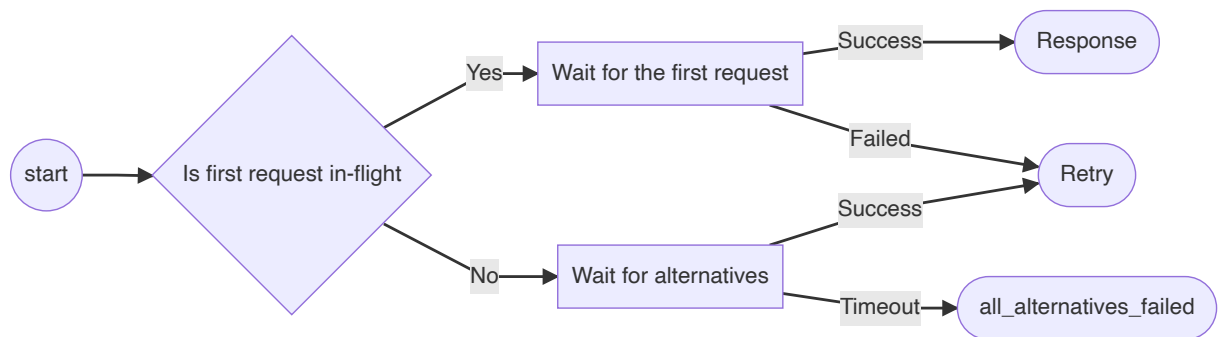 start
Is first request in-flight
Yes
Wait for the first request
Success
Response
Failed
Retry
No
Wait for alternatives
Success
Timeout
all_alternatives_failed